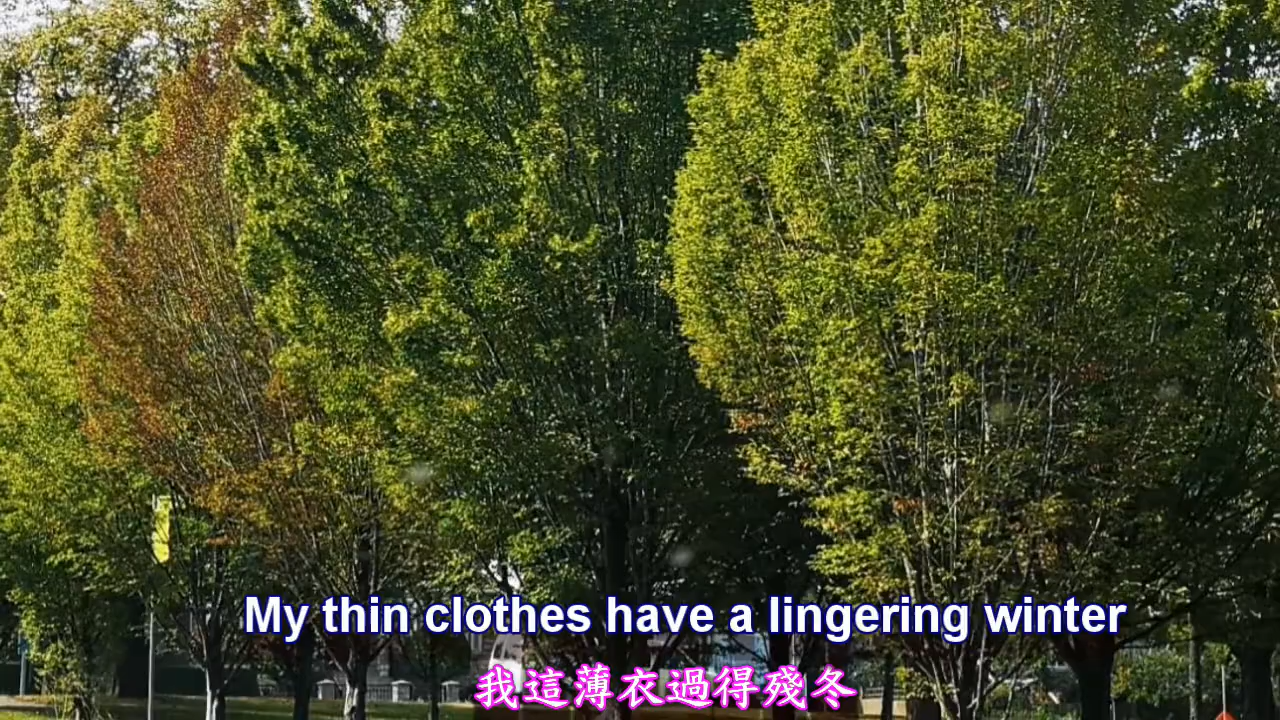 My thin clothes have a lingering winter
我這薄衣過得殘冬